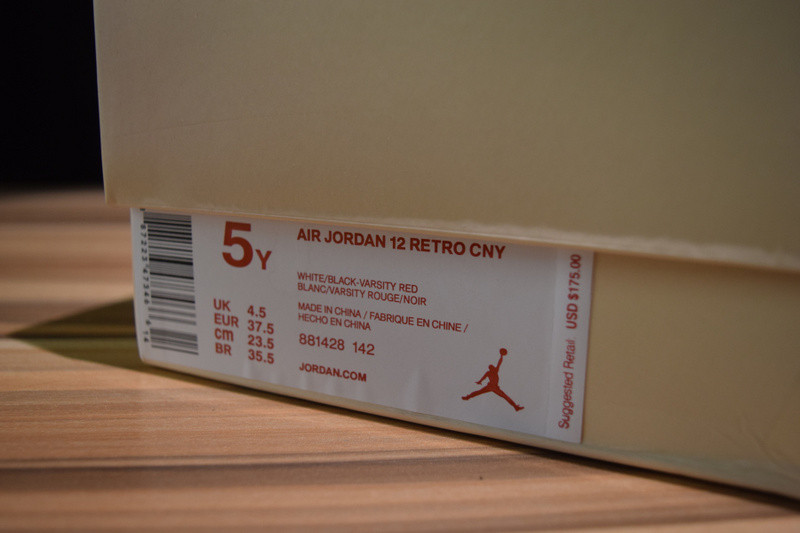 5Y
AIR JORDAN 12 RETRO CNY
WHITE/BLACK-VARSITY RED
BLANC/VARSITY ROUGE/NOIR
MADE IN CHINA / FABRIQUE EN CHINE /
HECHO EN CHINA
881428 142
JORDAN.COM
UK 4.5
EUR 37.5
cm 23.5
BR 35.5
Suggested Retail USD $175.00